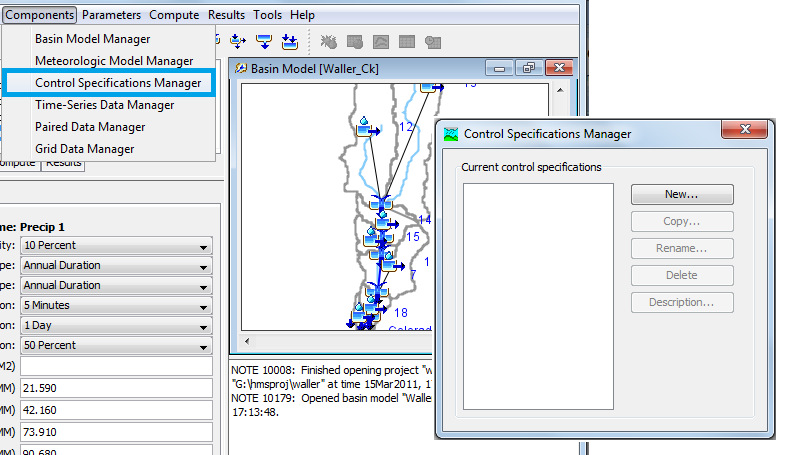 Components Parameters Compute Results Tools Help
Basin Model Manager
Meteorologic Model Manager
Control Specifications Manager
Time-Series Data Manager
Paired Data Manager
Grid Data Manager
Results
Basin Model [Waller_Ck]
12
14
15
1
7
18
me: Precip 1
ity: 10 Percent
pe: Annual Duration
pe: Annual Duration
on: 5 Minutes
on: 1 Day
on: 50 Percent
M2)
MM) 21.590
MM) 42.160
MM) 73.910
MM) 90.680
NOTE 10008: Finished opening project "w
"G:\hmsproj\waller" at time 15Mar2011, 1
NOTE 10179: Opened basin model "Walle
17:13:48.
Control Specifications Manager
Current control specifications
New...
Copy...
Rename...
Delete
Description...